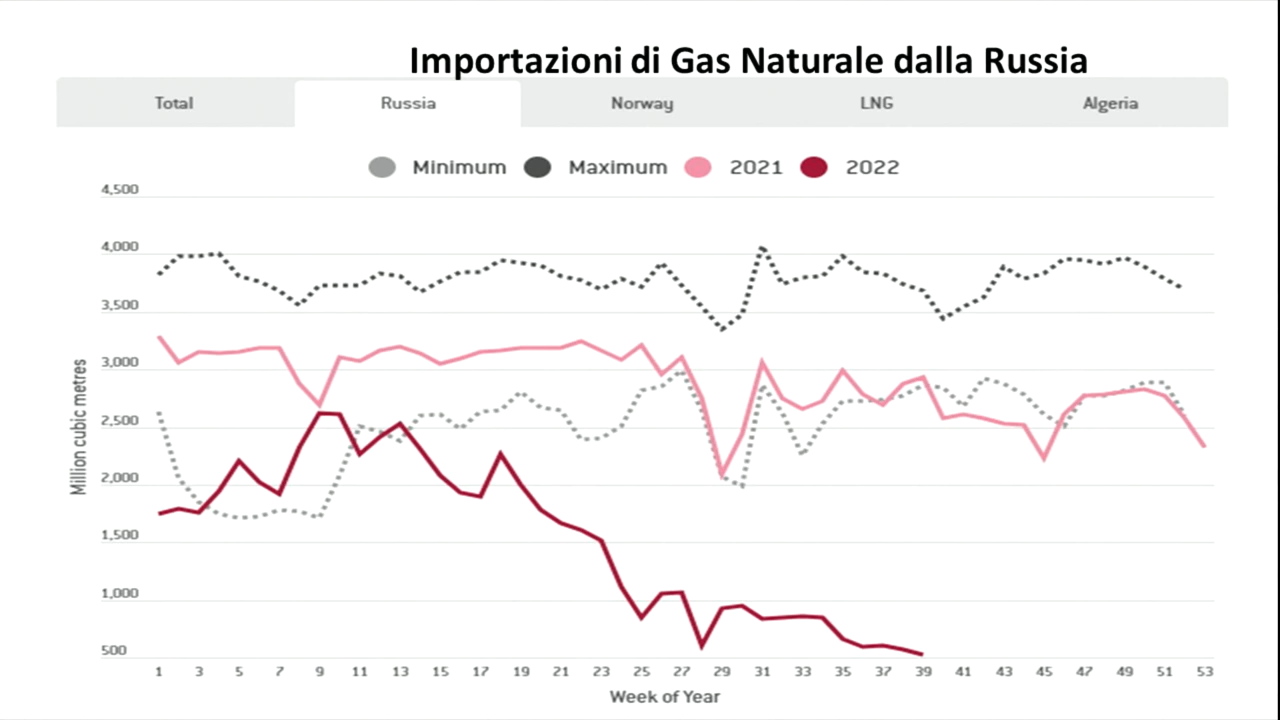 Importazioni di Gas Naturale dalla Russia
Total Russia Norway LNG Algeria
Minimum Maximum 2021 2022
4,500
4,000
3,500
3,000
2,500
2,000
1,500
1,000
500
Million cubic metres
1 3 5 7 9 11 13 15 17 19 21 23 25 27 29 31 33 35 37 39 41 43 45 47 49 51 53
Week of Year